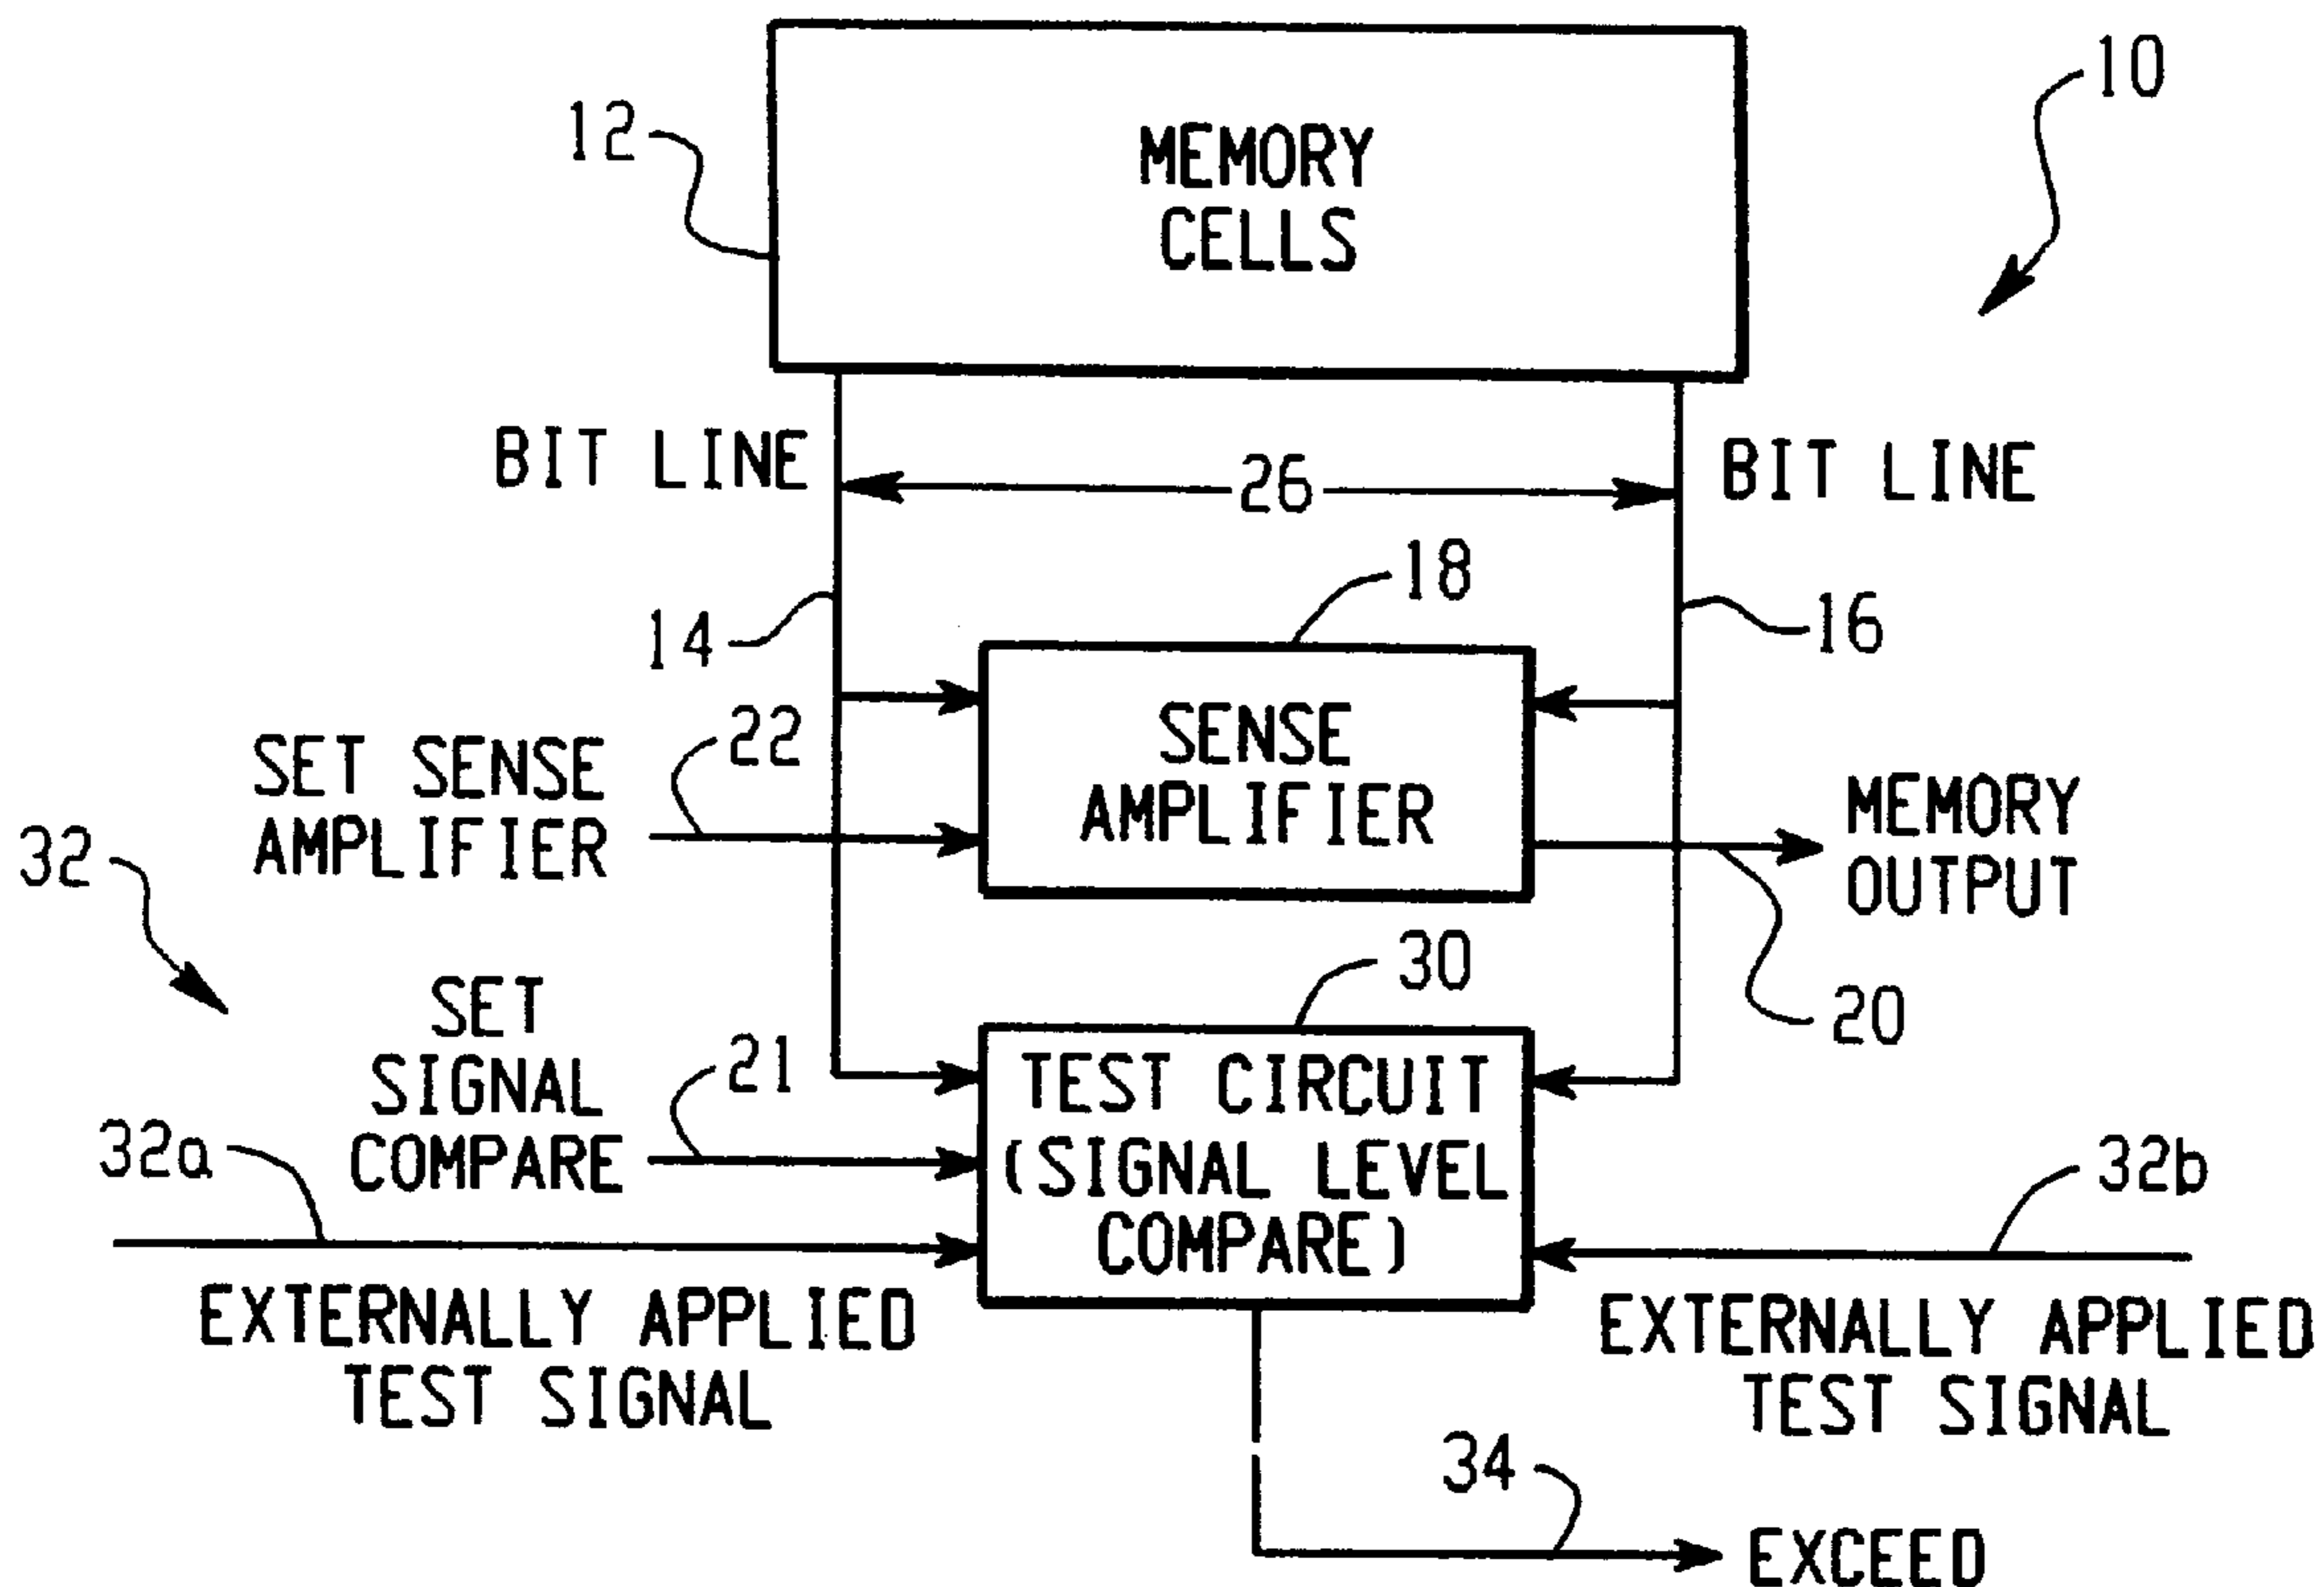 10
12
MEMORY
CELLS
BIT LINE
26
BIT LINE
18
14
16
SENSE
AMPLIFIER
22
SET SENSE
AMPLIFIER
MEMORY
OUTPUT
32
20
30
SET
SIGNAL
COMPARE
21
TEST CIRCUIT
(SIGNAL LEVEL
COMPARE)
32a
32b
EXTERNALLY APPLIED
TEST SIGNAL
EXTERNALLY APPLIED
TEST SIGNAL
34
EXCEED